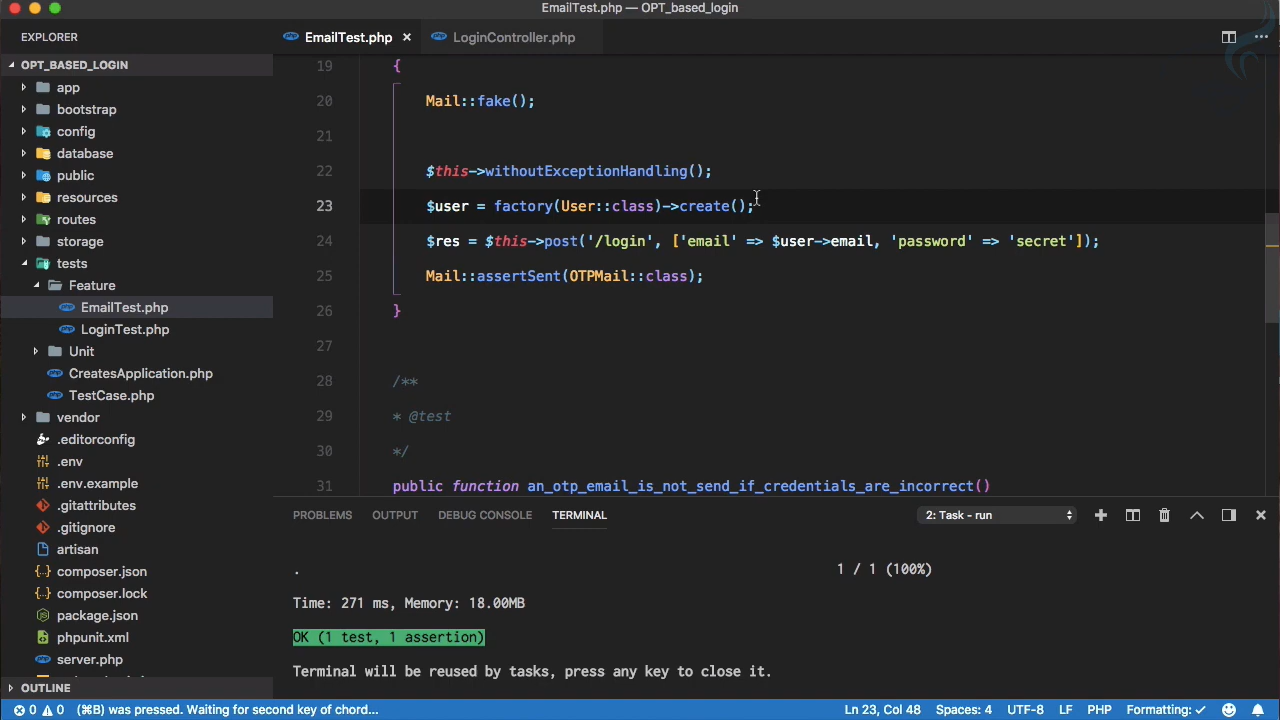 EmailTest.php — OPT_based_login
EXPLORER
OPT_BASED_LOGIN
app
bootstrap
config
database
public
resources
routes
storage
tests
Feature
EmailTest.php
LoginTest.php
Unit
CreatesApplication.php
TestCase.php
vendor
.editorconfig
.env
.env.example
.gitattributes
.gitignore
artisan
composer.json
composer.lock
package.json
phpunit.xml
server.php
OUTLINE
EmailTest.php × LoginController.php
19 {
20 Mail::fake();
21
22 $this->withoutExceptionHandling();
23 $user = factory(User::class)->create();
24 $res = $this->post('/login', ['email' => $user->email, 'password' => 'secret']);
25 Mail::assertSent(OTPMail::class);
26 }
27
28 /**
29 * @test
30 */
31 public function an_otp_email_is_not_send_if_credentials_are_incorrect()
PROBLEMS OUTPUT DEBUG CONSOLE TERMINAL 2: Task - run
. 1 / 1 (100%)
Time: 271 ms, Memory: 18.00MB
OK (1 test, 1 assertion)
Terminal will be reused by tasks, press any key to close it.
0 0 (⌘B) was pressed. Waiting for second key of chord... Ln 23, Col 48 Spaces: 4 UTF-8 LF PHP Formatting: ✓